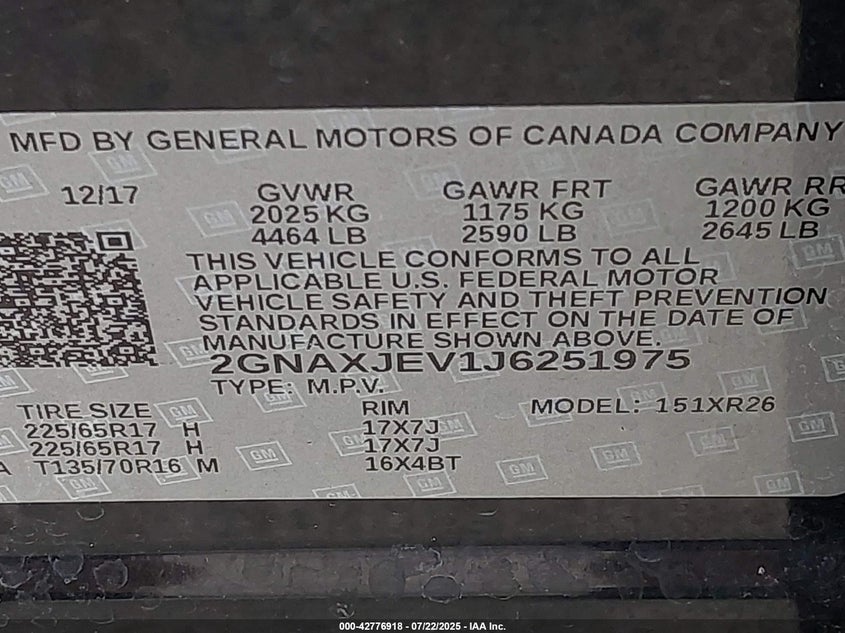 MFD BY GENERAL MOTORS OF CANADA COMPANY
12/17 GVWR GAWR FRT GAWR RR
2025 KG 1175 KG 1200 KG
4464 LB 2590 LB 2645 LB
THIS VEHICLE CONFORMS TO ALL
APPLICABLE U.S. FEDERAL MOTOR
VEHICLE SAFETY AND THEFT PREVENTION
STANDARDS IN EFFECT ON THE DATE OF
MANUFACTURE SHOWN ABOVE.
2GNAXJEV1J6251975
TYPE: M.P.V.
TIRE SIZE RIM MODEL: 151XR26
225/65R17 H 17X7J
225/65R17 H 17X7J
A T135/70R16 M 16X4BT
000-42776918 - 07/22/2025 - IAA Inc.